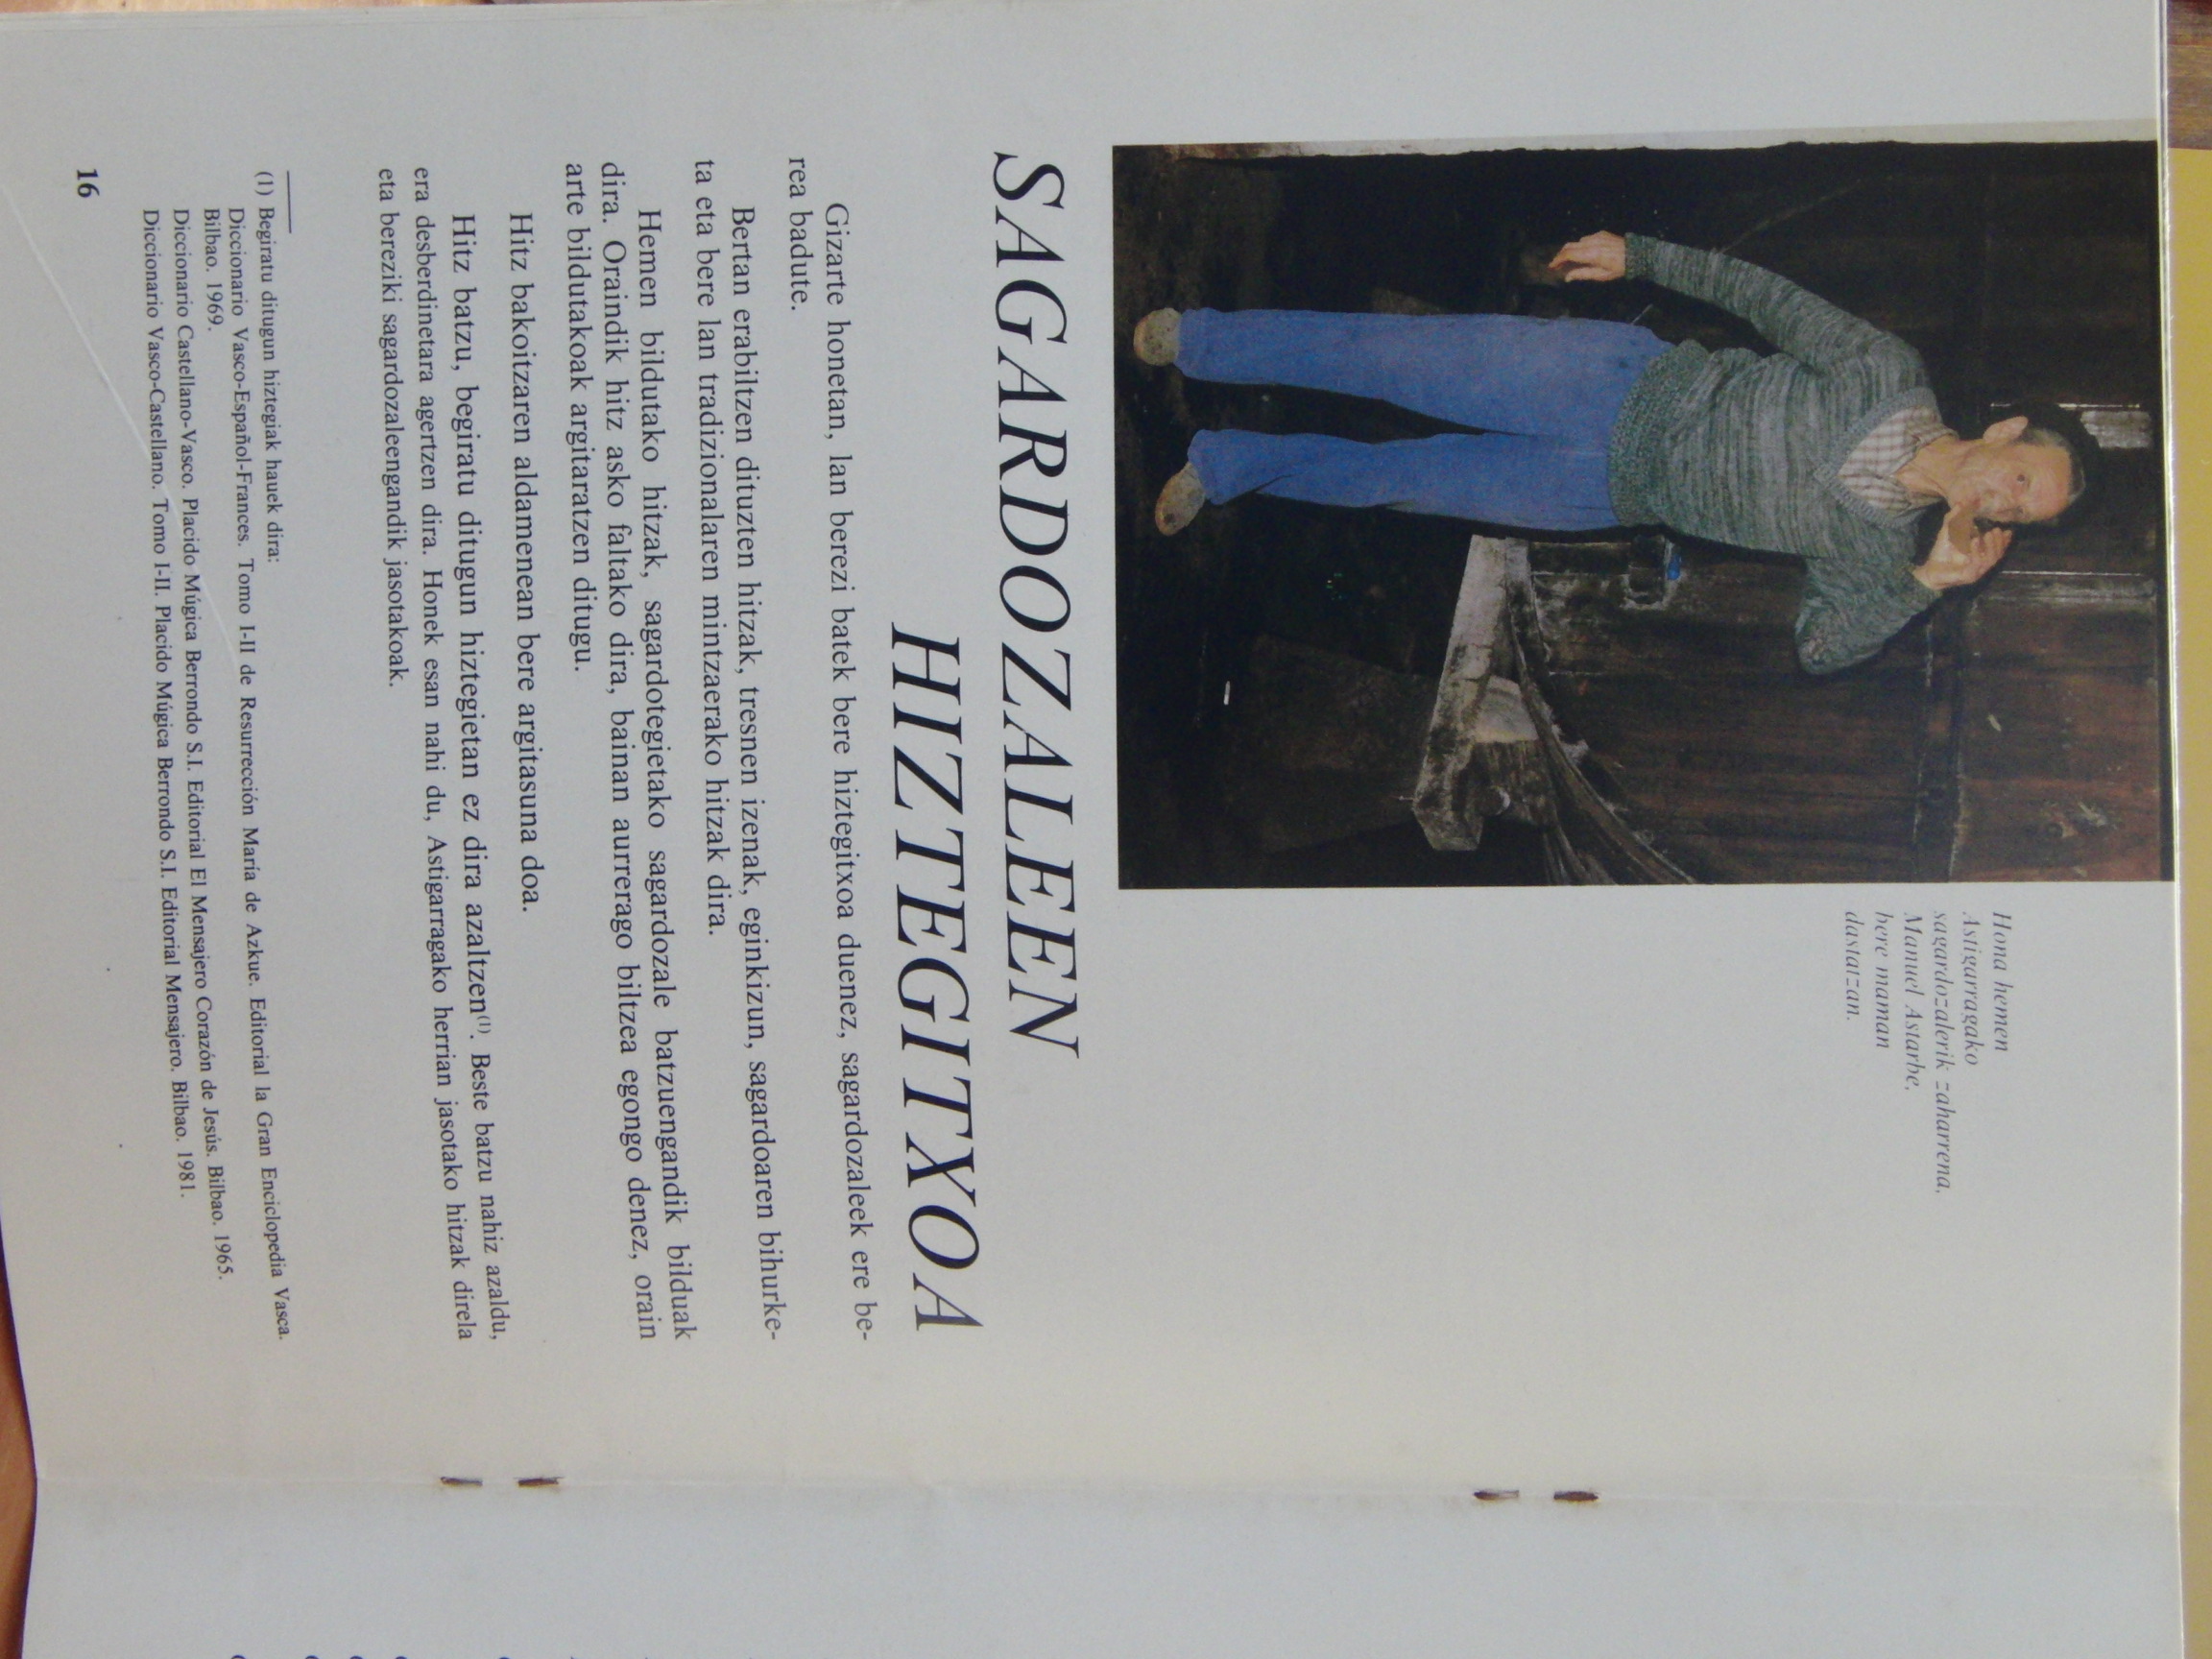 Hona hemen
Astigarragako
sagardozalerik zaharrena,
Manuel Astarbe,
bere maman
dastatzan.
SAGARDOZALEEN
HIZTEGITXOA
Gizarte honetan, lan berezi batek bere hiztegitxoa duenez, sagardozaleek ere be-
rea badute.
Bertan erabiltzen dituzten hitzak, tresnen izenak, eginkizun, sagardoaren bihurke-
ta eta bere lan tradizionalaren mintzaerako hitzak dira.
Hemen bildutako hitzak, sagardotegietako sagardozale batzuengandik bilduak
dira. Oraindik hitz asko faltako dira, bainan aurrerago biltzea egongo denez, orain
arte bildutakoak argitaratzen ditugu.
Hitz bakoitzaren aldamenean bere argitasuna doa.
Hitz batzu, begiratu ditugun hiztegietan ez dira azaltzen(1). Beste batzu nahiz azaldu,
era desberdinetara agertzen dira. Honek esan nahi du, Astigarragako herrian jasotako hitzak direla
eta bereziki sagardozaleengandik jasotakoak.
(1) Begiratu ditugun hiztegiak hauek dira:
Diccionario Vasco-Español-Frances. Tomo I-II de Resurrección María de Azkue. Editorial la Gran Enciclopedia Vasca.
Bilbao. 1969.
Diccionario Castellano-Vasco. Placido Múgica Berrondo S.I. Editorial El Mensajero Corazón de Jesús. Bilbao. 1965.
Diccionario Vasco-Castellano. Tomo I-II. Placido Múgica Berrondo S.I. Editorial Mensajero. Bilbao. 1981.
16